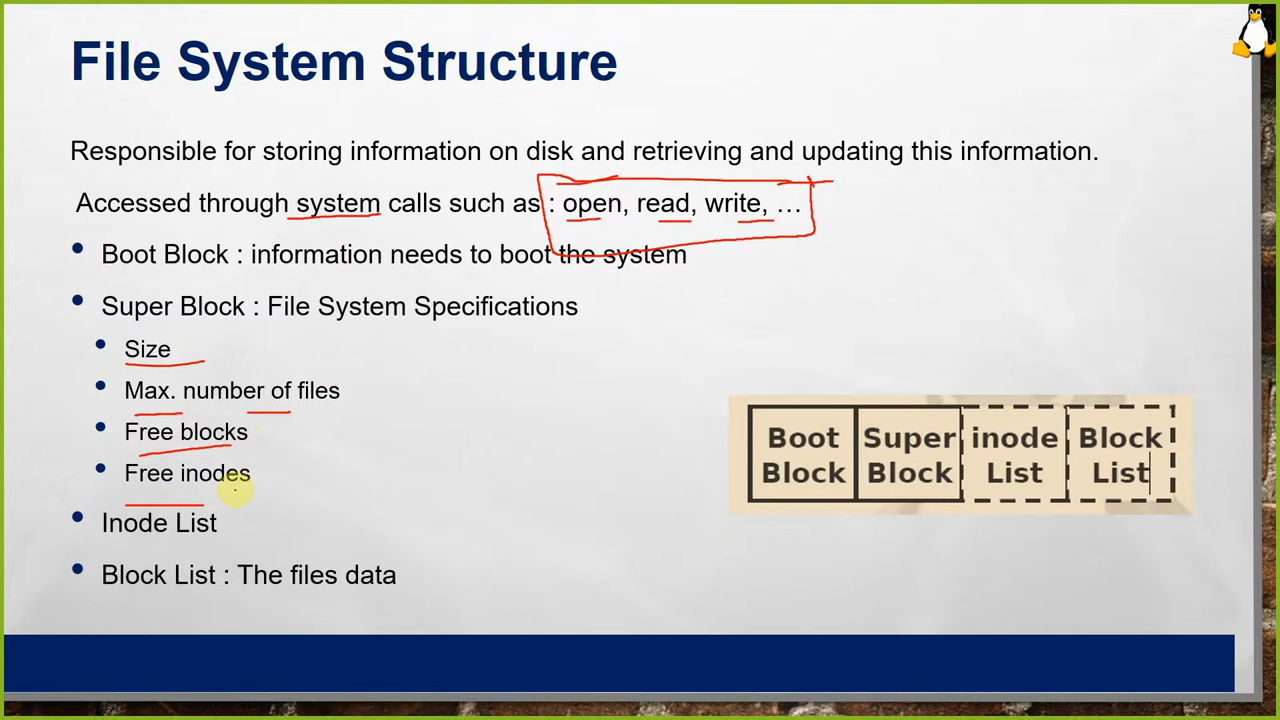 File System Structure
Responsible for storing information on disk and retrieving and updating this information.
Accessed through system calls such as : open, read, write, …
Boot Block : information needs to boot the system
Super Block : File System Specifications
Size
Max. number of files
Free blocks
Free inodes
Inode List
Block List : The files data
Boot Super inode Block
Block Block List List